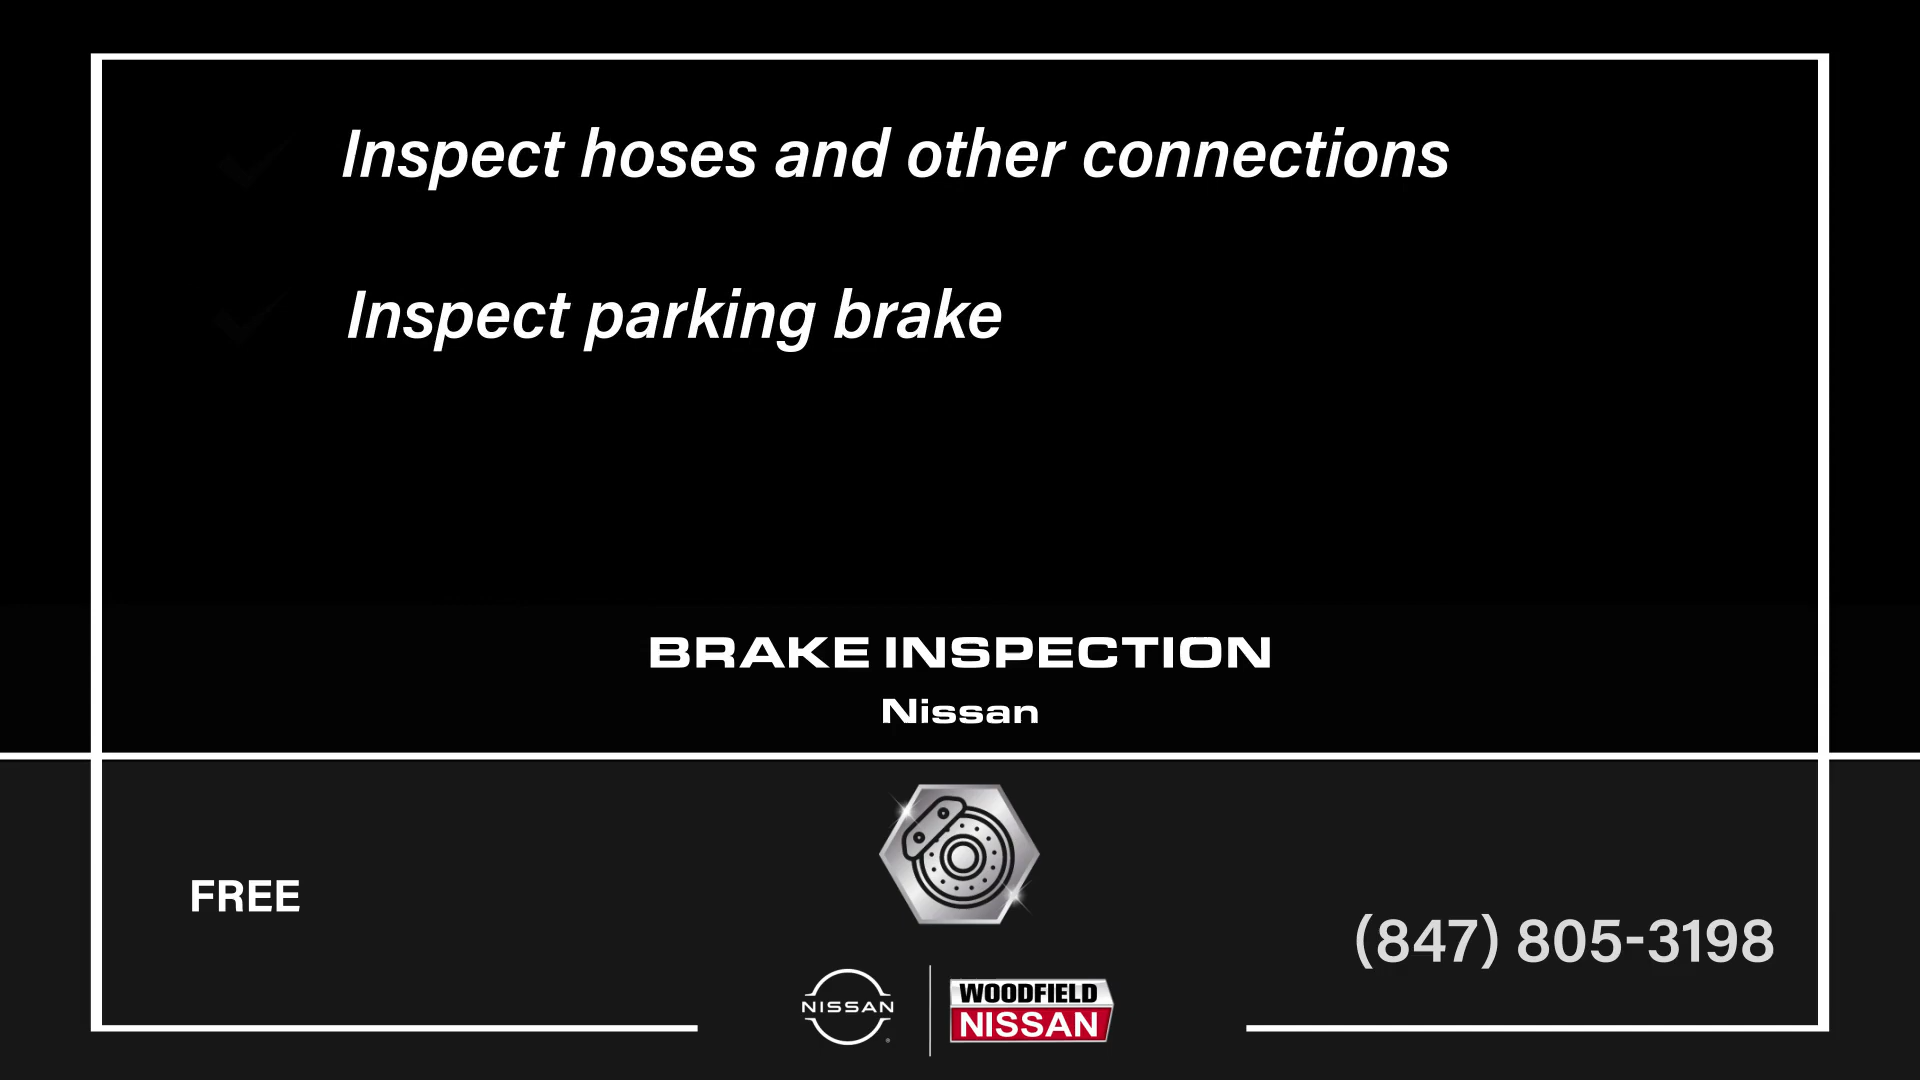 Inspect hoses and other connections
Inspect parking brake
BRAKE INSPECTION
Nissan
FREE
(847) 805-3198
NISSAN
WOODFIELD
NISSAN